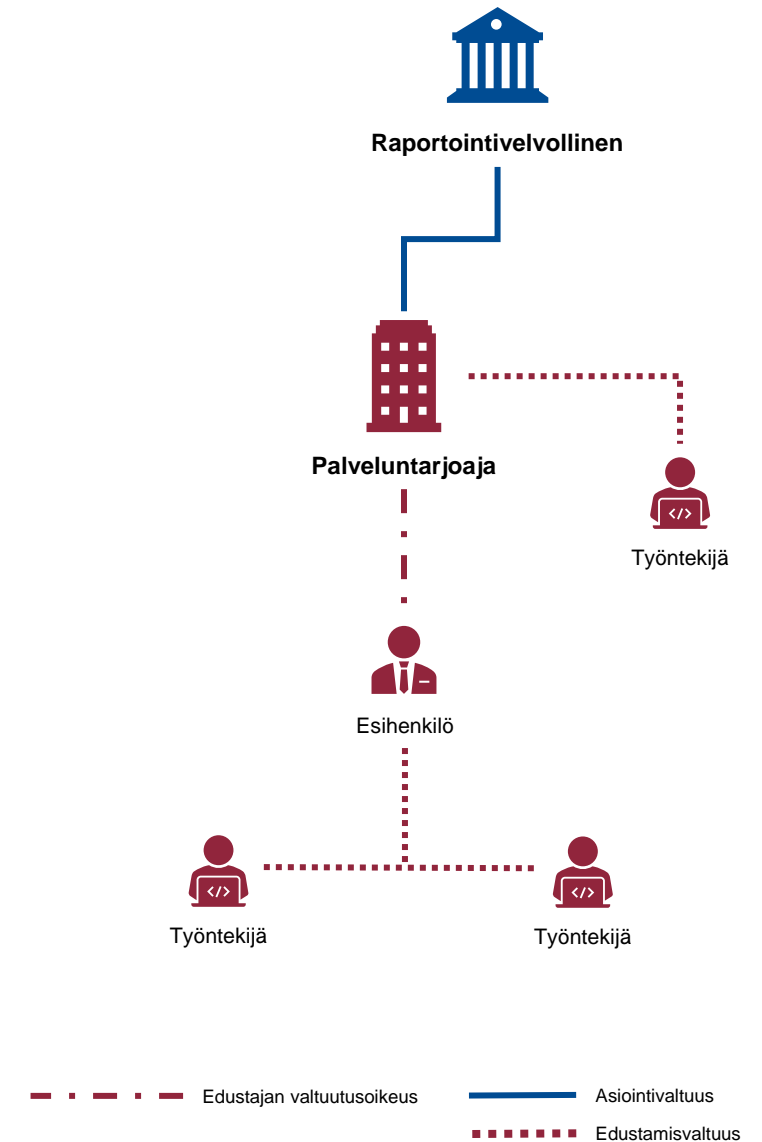 Raportointivelvollinen
Palveluntarjoaja
</>
Työntekijä
Esihenkilö
</>
</>
Työntekijä
Työntekijä
Edustajan valtuutusoikeus
Asiointivaltuus
Edustamisvaltuus